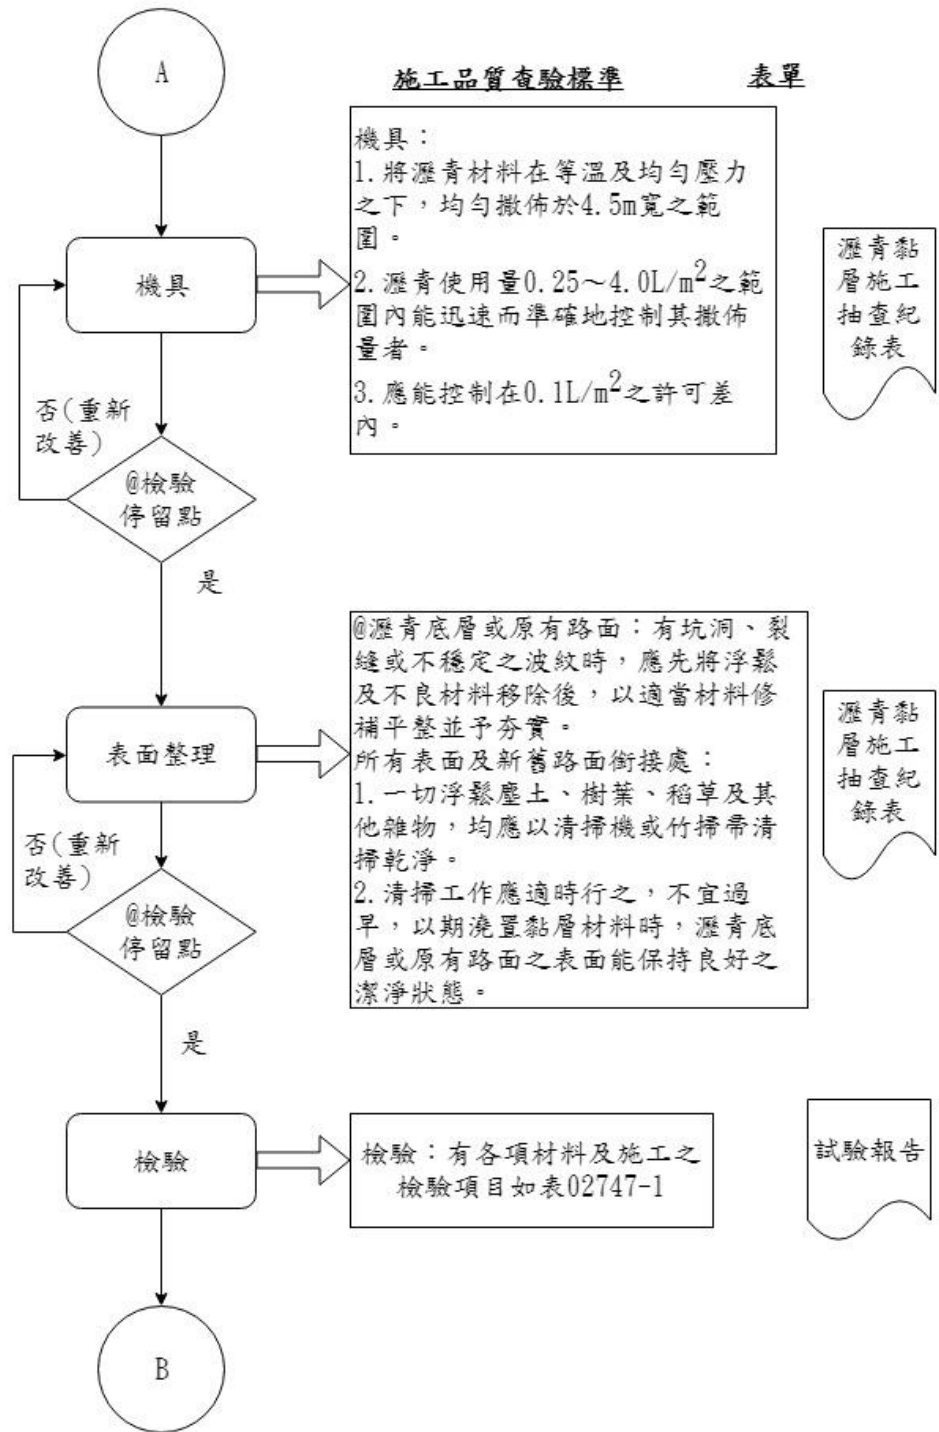 A
施工品質查驗標準
表單
機具：
1.將瀝青材料在等溫及均勻壓力
之下，均勻撒佈於4.5m寬之範
圍。
2.瀝青使用量0.25～4.0L/m²之範
圍內能迅速而準確地控制其撒佈
量者。
3.應能控制在0.1L/m²之許可差
內。
機具
瀝青黏
層施工
抽查紀
錄表
否(重新
改善)
@檢驗
停留點
是
@瀝青底層或原有路面：有坑洞、裂
縫或不穩定之波紋時，應先將浮鬆
及不良材料移除後，以適當材料修
補平整並予夯實。
所有表面及新舊路面銜接處：
1.一切浮鬆塵土、樹葉、稻草及其
他雜物，均應以清掃機或竹掃帚清
掃乾淨。
2.清掃工作應適時行之，不宜過
早，以期澆置黏層材料時，瀝青底
層或原有路面之表面能保持良好之
潔淨狀態。
表面整理
瀝青黏
層施工
抽查紀
錄表
否(重新
改善)
@檢驗
停留點
是
檢驗
檢驗：有各項材料及施工之
檢驗項目如表02747-1
試驗報告
B